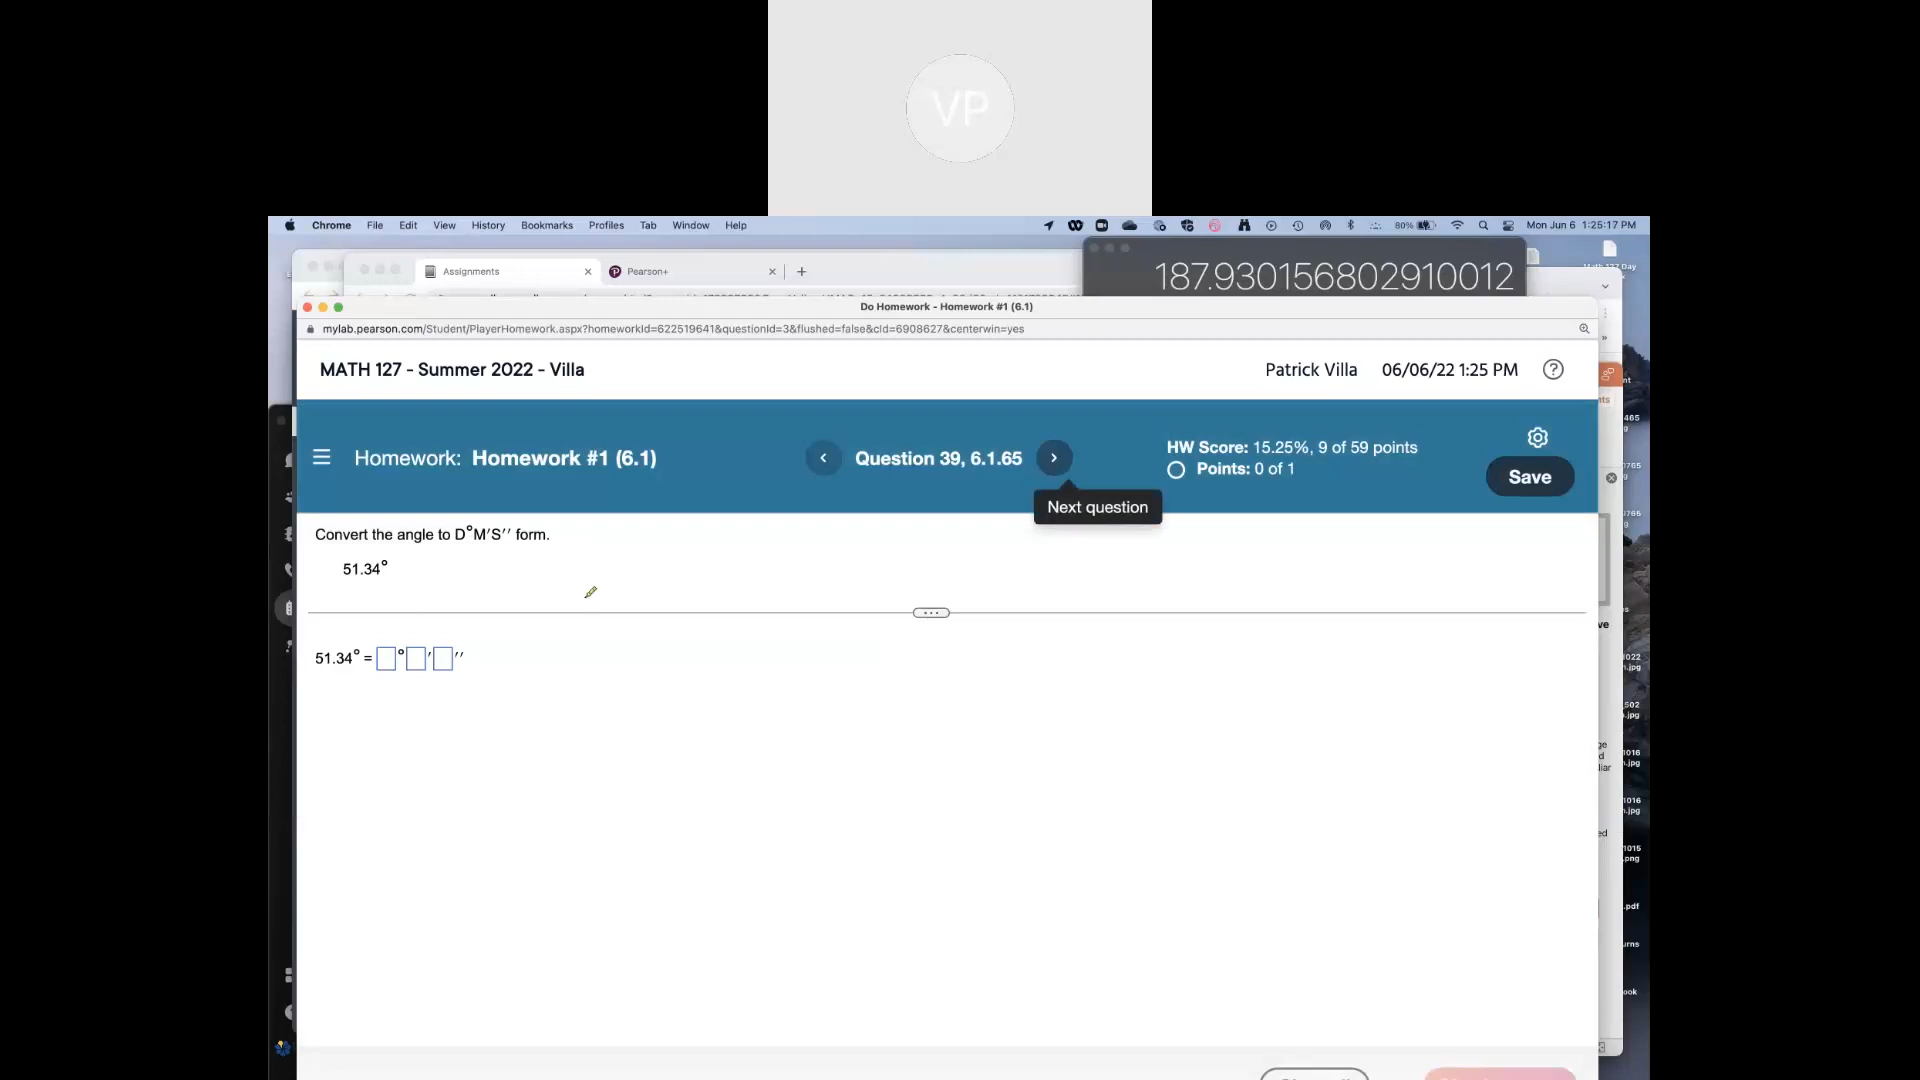 VP
Chrome File Edit View History Bookmarks Profiles Tab Window Help
80%
Mon Jun 6 1:25:17 PM
Assignments
Pearson+
187.930156802910012
Do Homework - Homework #1 (6.1)
mylab.pearson.com/Student/PlayerHomework.aspx?homeworkId=622519641&questionId=3&flushed=false&cId=6908627&centerwin=yes
MATH 127 - Summer 2022 - Villa
Patrick Villa 06/06/22 1:25 PM
Homework: Homework #1 (6.1)
Question 39, 6.1.65
HW Score: 15.25%, 9 of 59 points
Points: 0 of 1
Save
Next question
Convert the angle to D°M′S′′ form.
51.34°
51.34° = ° ′ ′′